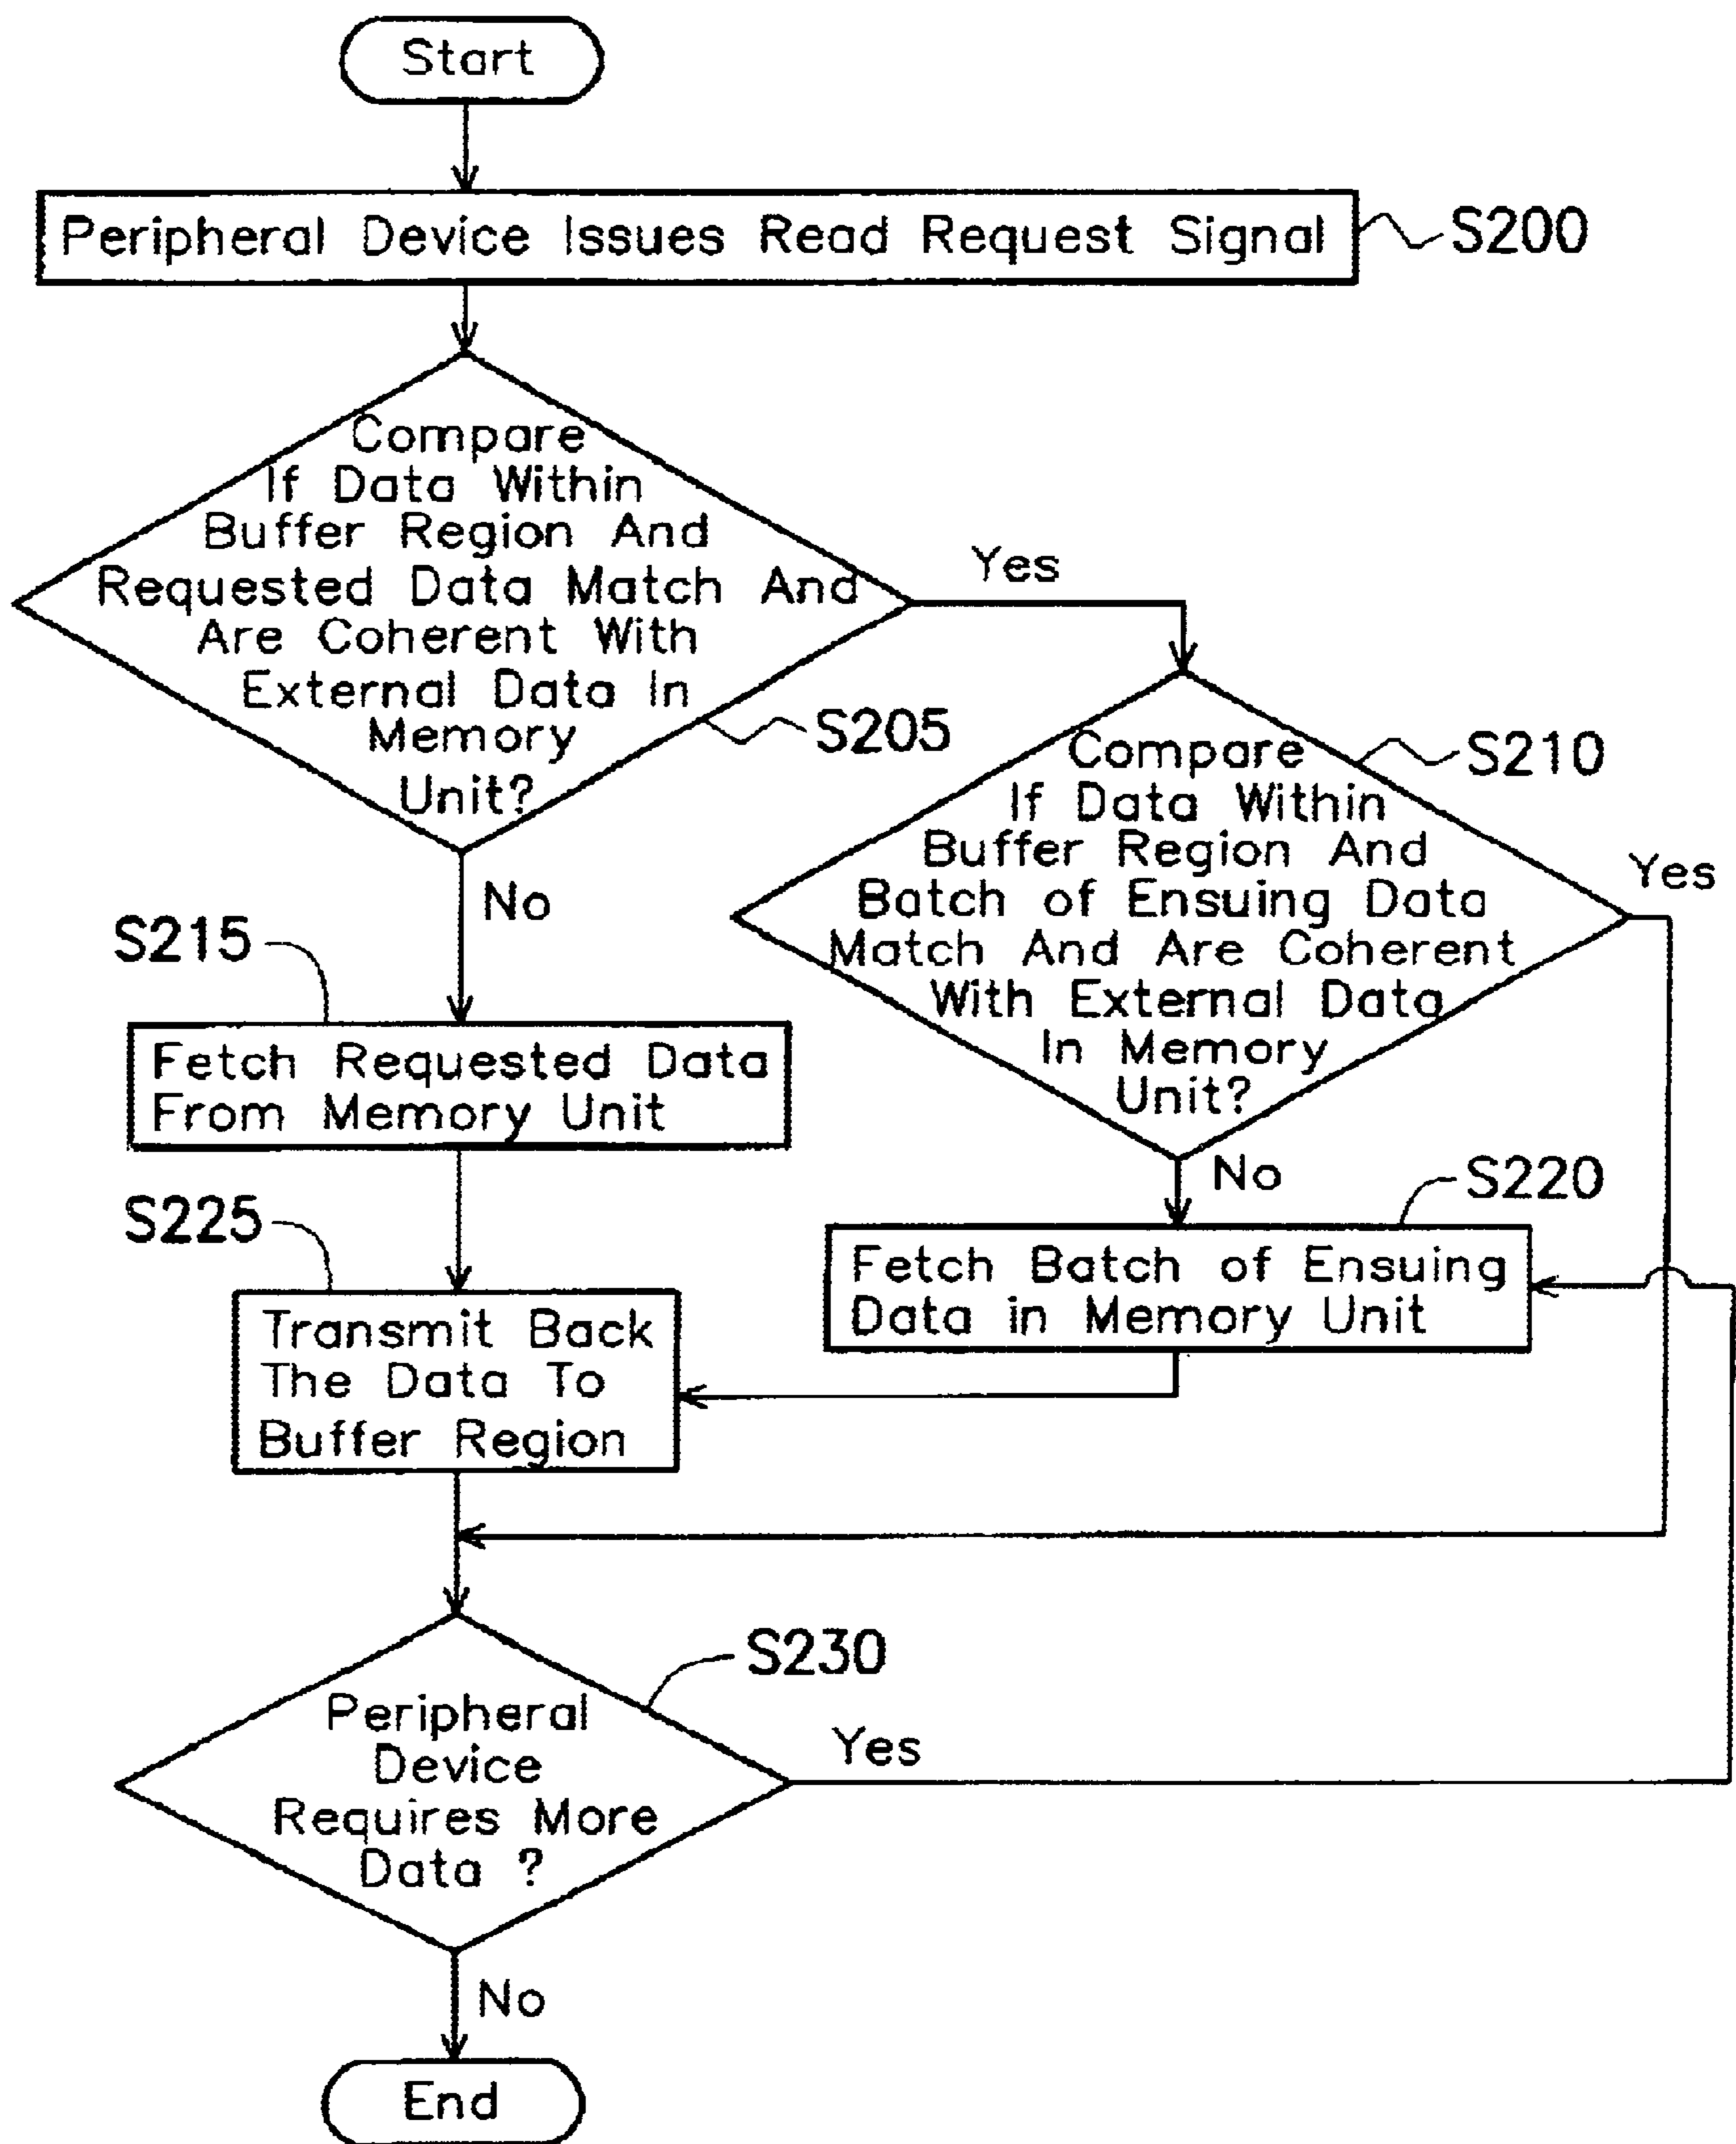 Start
Peripheral Device Issues Read Request Signal
S200
Compare
If Data Within
Buffer Region And
Requested Data Match And
Are Coherent With
External Data In
Memory
Unit?
S205
Yes
No
Compare
If Data Within
Buffer Region And
Batch of Ensuing Data
Match And Are Coherent
With External Data
In Memory
Unit?
S210
Yes
No
S215
Fetch Requested Data
From Memory Unit
S220
Fetch Batch of Ensuing
Data in Memory Unit
S225
Transmit Back
The Data To
Buffer Region
S230
Peripheral
Device
Requires More
Data ?
Yes
No
End